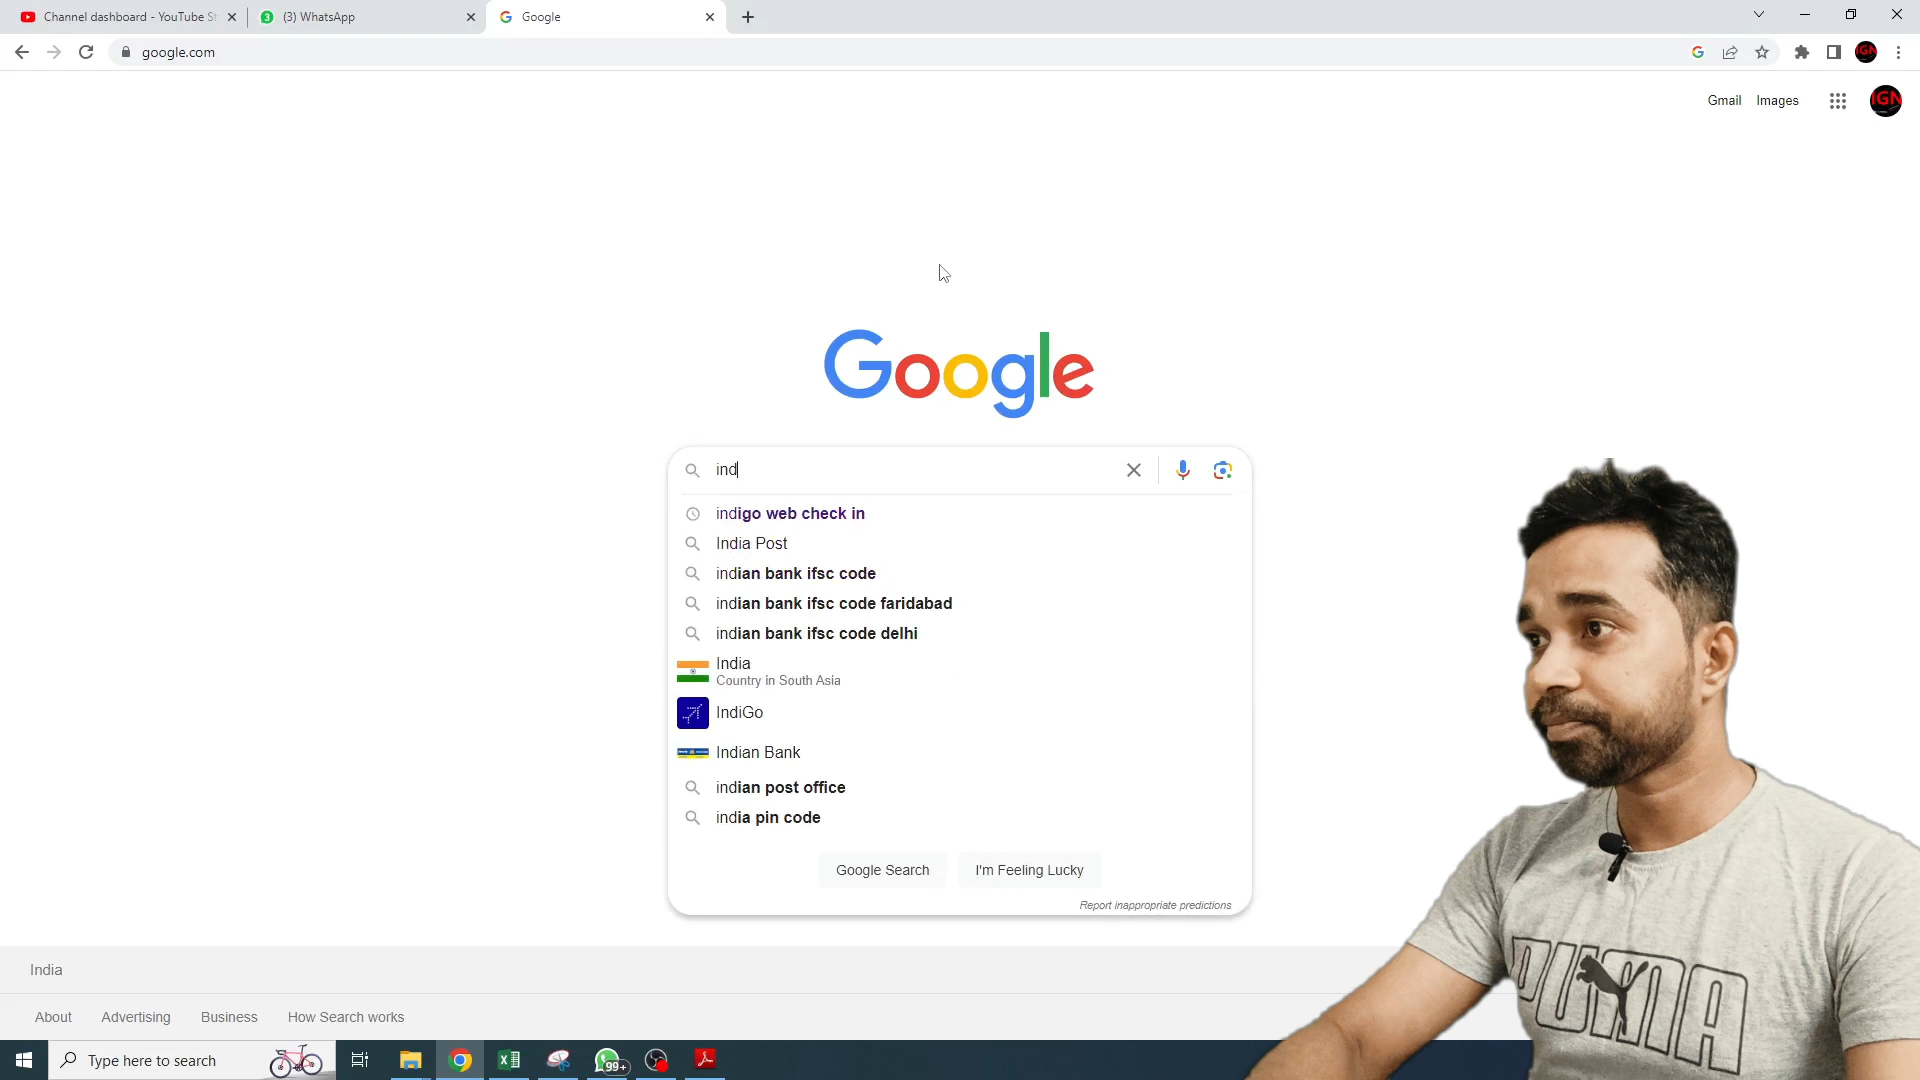 Channel dashboard - YouTube St
(3) WhatsApp
Google
google.com
Gmail
Images
IGN
Google
ind
indigo web check in
India Post
indian bank ifsc code
indian bank ifsc code faridabad
indian bank ifsc code delhi
India
Country in South Asia
IndiGo
Indian Bank
indian post office
india pin code
Google Search
I'm Feeling Lucky
Report inappropriate predictions
India
About
Advertising
Business
How Search works
Type here to search
99+
PUMA